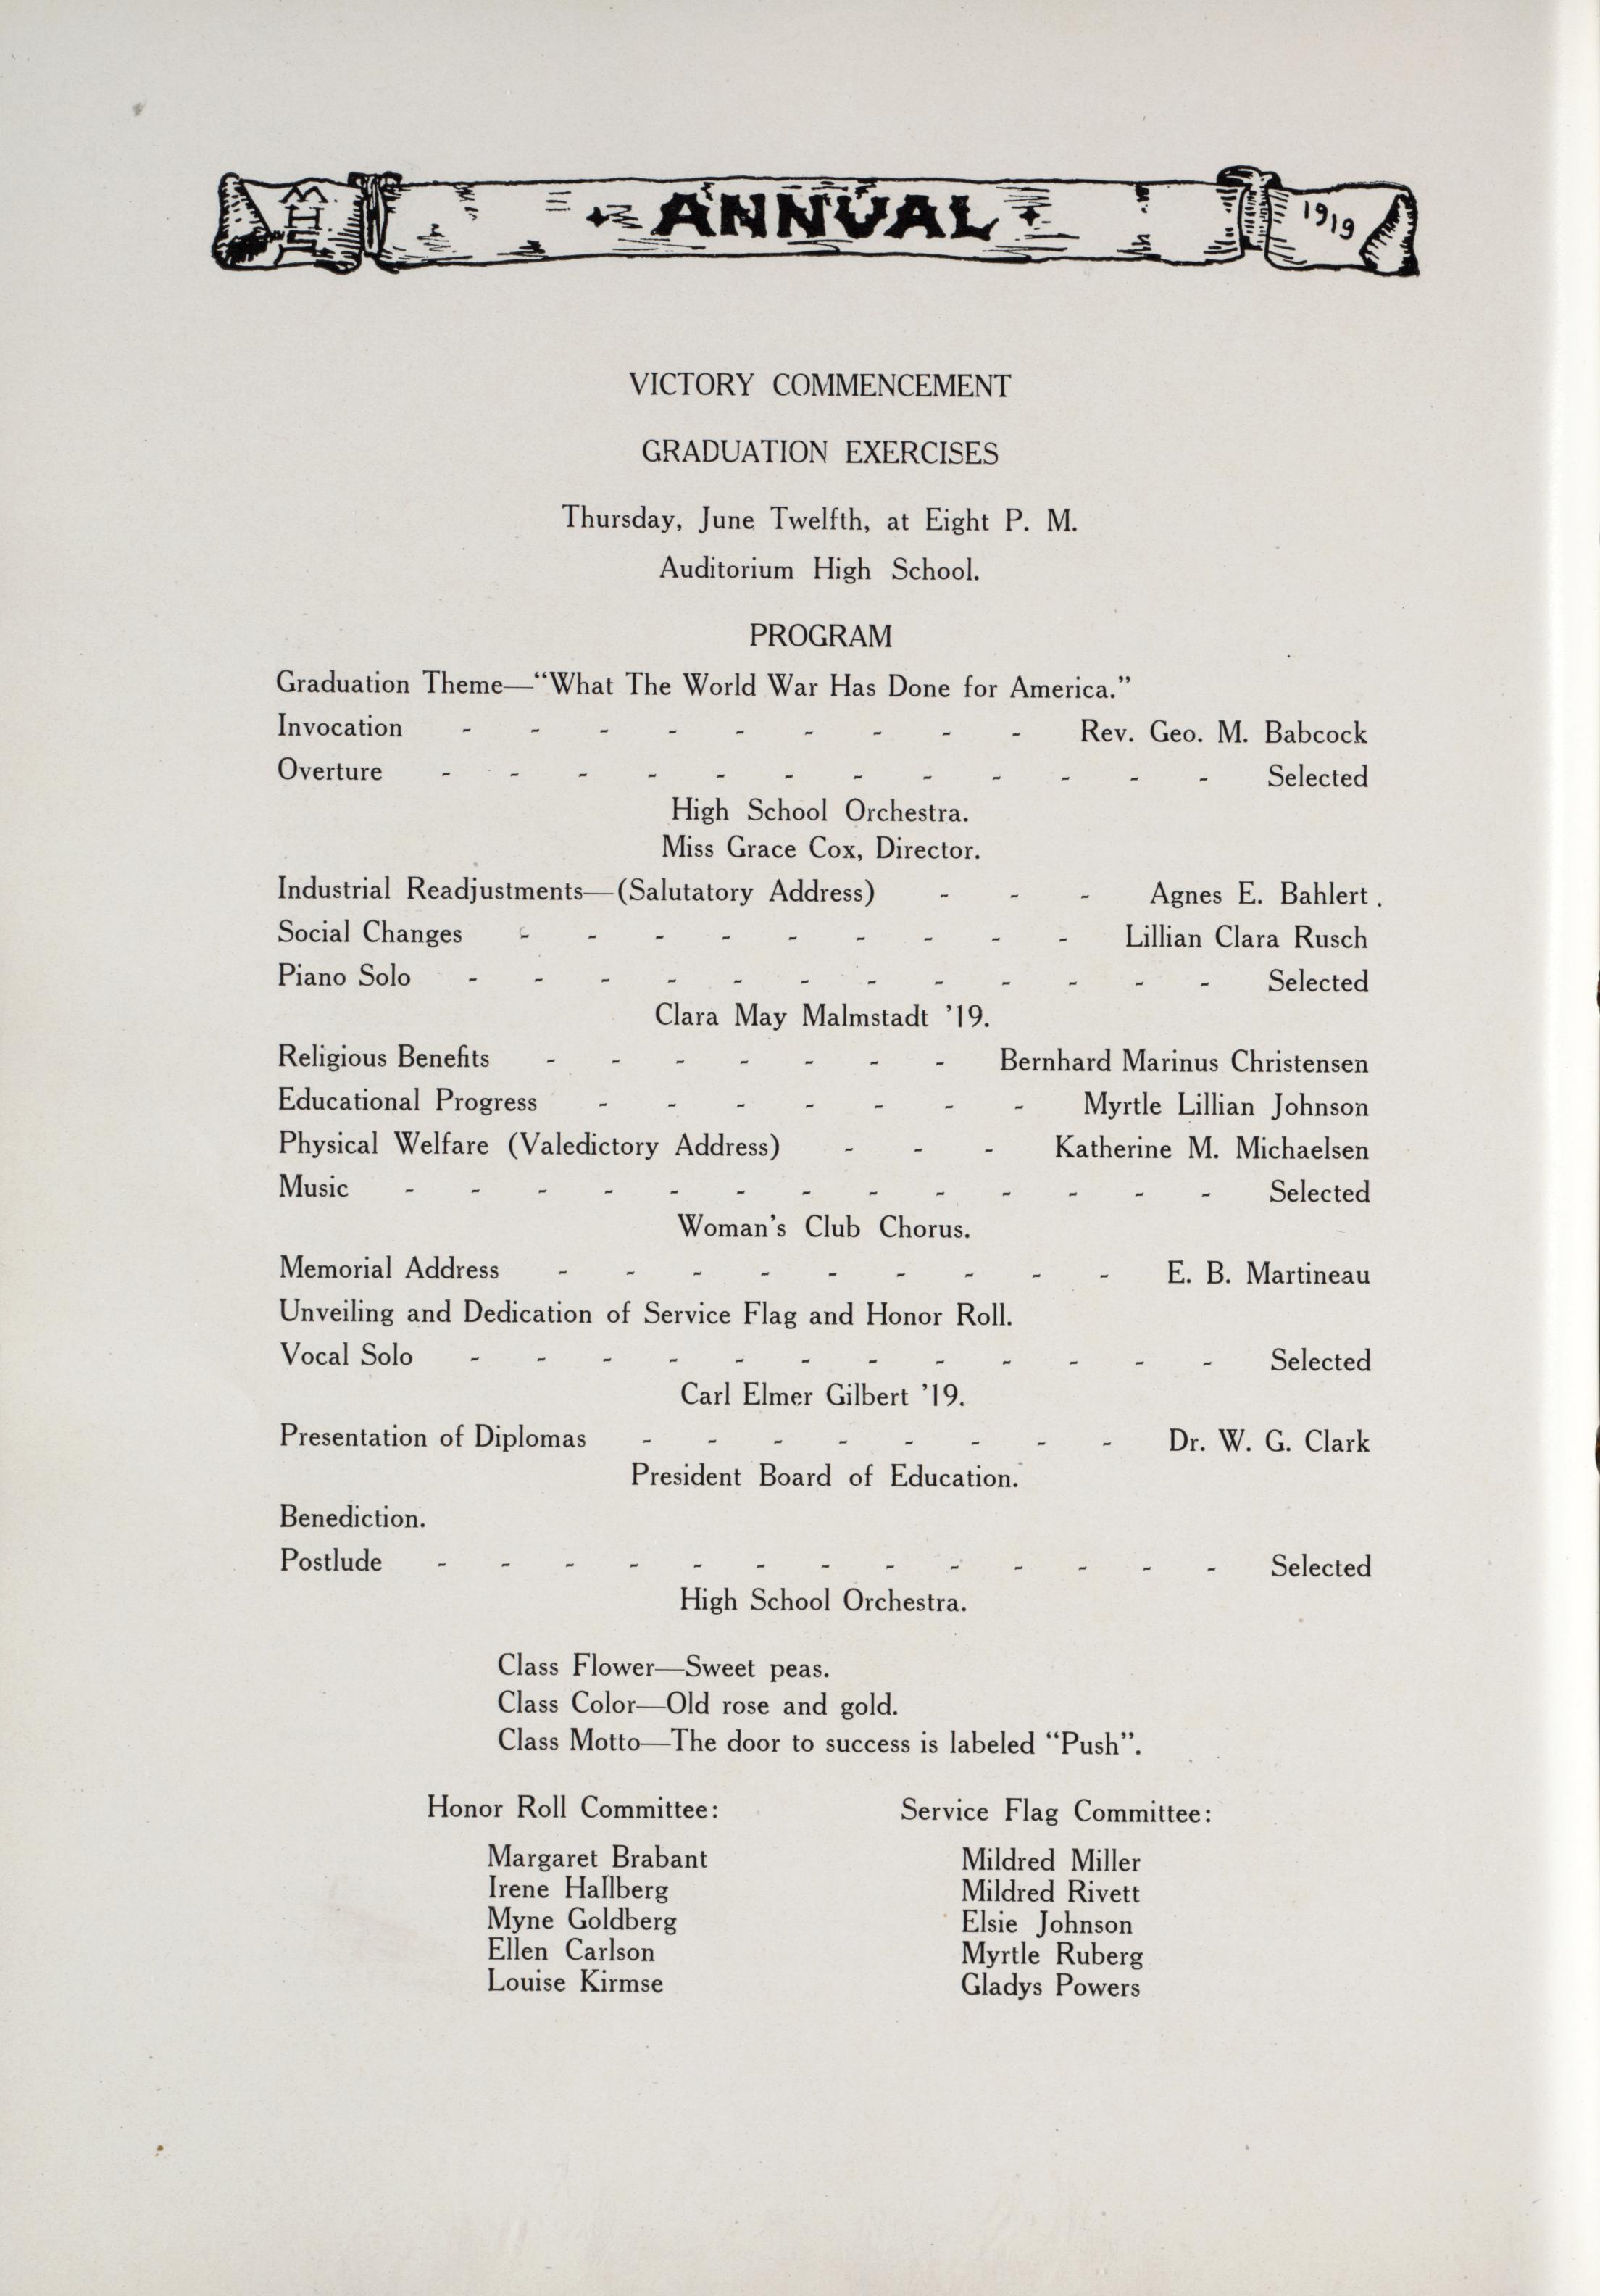 ANNUAL
1919
VICTORY COMMENCEMENT
GRADUATION EXERCISES
Thursday, June Twelfth, at Eight P. M.
Auditorium High School.
PROGRAM
Graduation Theme—“What The World War Has Done for America.”
Invocation - - - - - - - - - Rev. Geo. M. Babcock
Overture - - - - - - - - - - - - Selected
High School Orchestra.
Miss Grace Cox, Director.
Industrial Readjustments—(Salutatory Address) - - - Agnes E. Bahlert .
Social Changes - - - - - - - - - Lillian Clara Rusch
Piano Solo - - - - - - - - - - - - Selected
Clara May Malmstadt ’19.
Religious Benefits - - - - - - - Bernhard Marinus Christensen
Educational Progress - - - - - - - Myrtle Lillian Johnson
Physical Welfare (Valedictory Address) - - - Katherine M. Michaelsen
Music - - - - - - - - - - - - - Selected
Woman’s Club Chorus.
Memorial Address - - - - - - - - - E. B. Martineau
Unveiling and Dedication of Service Flag and Honor Roll.
Vocal Solo - - - - - - - - - - - - Selected
Carl Elmer Gilbert ’19.
Presentation of Diplomas - - - - - - - - Dr. W. G. Clark
President Board of Education.
Benediction.
Postlude - - - - - - - - - - - - - Selected
High School Orchestra.
Class Flower—Sweet peas.
Class Color—Old rose and gold.
Class Motto—The door to success is labeled “Push”.
Honor Roll Committee:
Margaret Brabant
Irene Hallberg
Myne Goldberg
Ellen Carlson
Louise Kirmse
Service Flag Committee:
Mildred Miller
Mildred Rivett
Elsie Johnson
Myrtle Ruberg
Gladys Powers